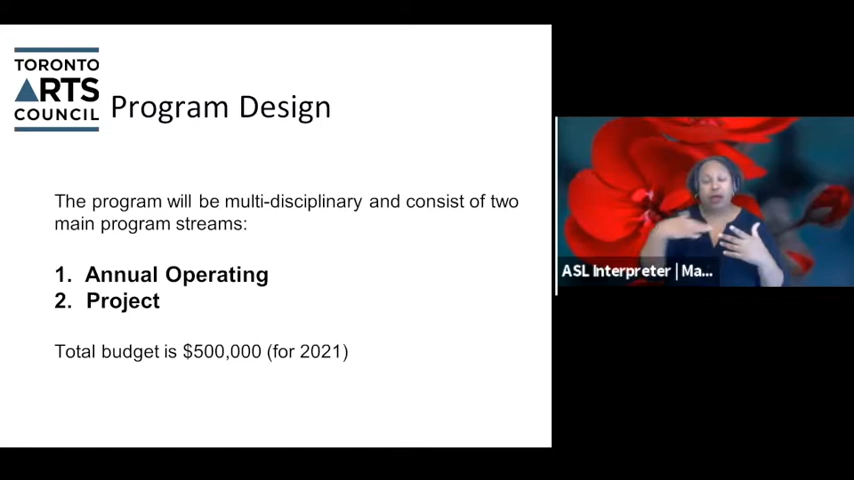 TORONTO
ARTS
COUNCIL
Program Design
The program will be multi-disciplinary and consist of two
main program streams:
1. Annual Operating
2. Project
Total budget is $500,000 (for 2021)
ASL Interpreter | Ma...